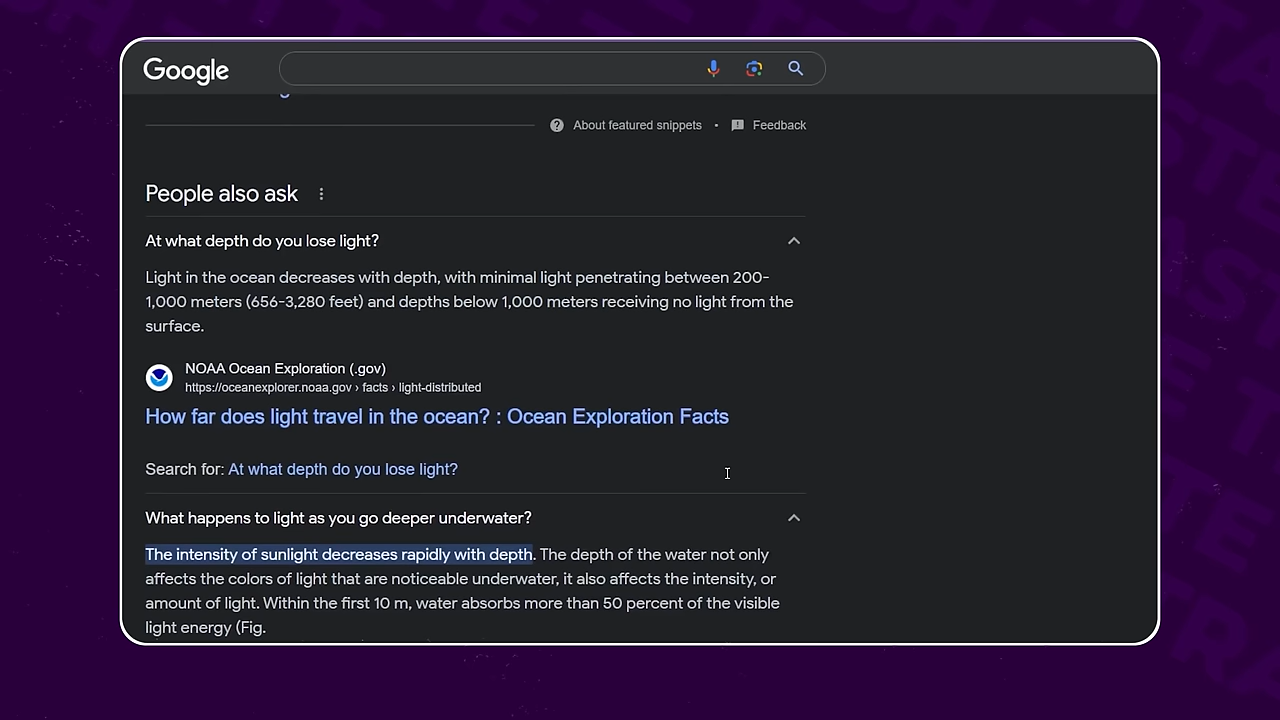 Google
About featured snippets • Feedback
People also ask
At what depth do you lose light?
Light in the ocean decreases with depth, with minimal light penetrating between 200-
1,000 meters (656-3,280 feet) and depths below 1,000 meters receiving no light from the
surface.
NOAA Ocean Exploration (.gov)
https://oceanexplorer.noaa.gov › facts › light-distributed
How far does light travel in the ocean? : Ocean Exploration Facts
Search for: At what depth do you lose light?
What happens to light as you go deeper underwater?
The intensity of sunlight decreases rapidly with depth. The depth of the water not only
affects the colors of light that are noticeable underwater, it also affects the intensity, or
amount of light. Within the first 10 m, water absorbs more than 50 percent of the visible
light energy (Fig.